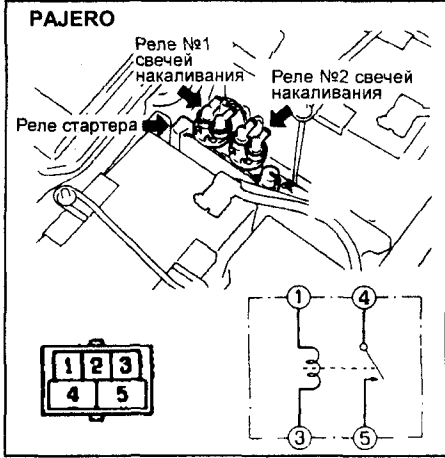 PAJERO
Реле №1
свечей
накаливания
Реле №2 свечей
накаливания
Реле стартера
1 4
1 2 3
4 5
3 5